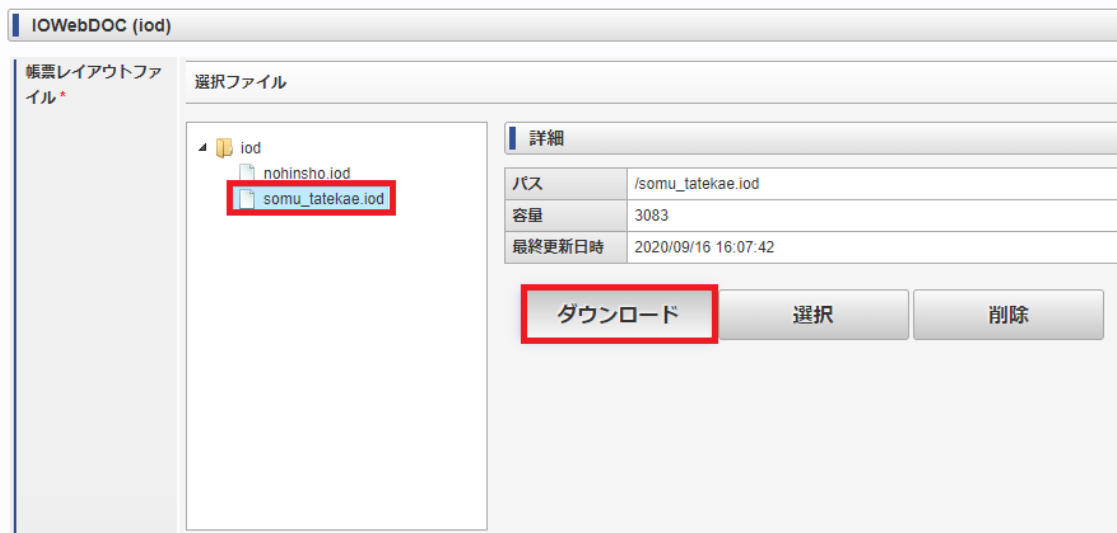 IOWebDOC (iod)
帳票レイアウトファ
イル*
選択ファイル
iod
nohinsho.iod
somu_tatekae.iod
詳細
パス /somu_tatekae.iod
容量 3083
最終更新日時 2020/09/16 16:07:42
ダウンロード 選択 削除